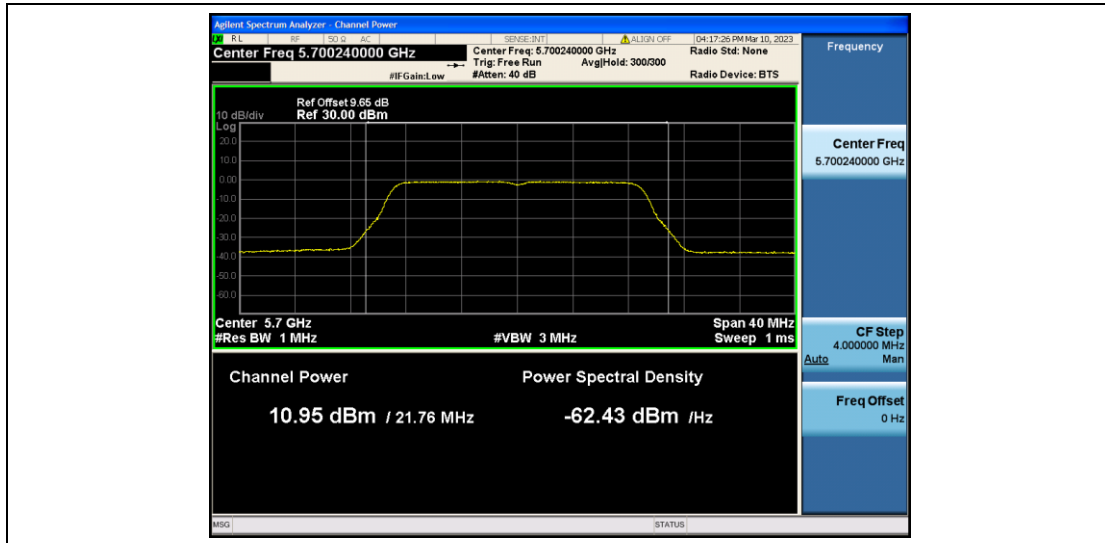 Agilent Spectrum Analyzer - Channel Power
RL RF 50 Ω AC SENSE:INT ALIGN OFF 04:17:26 PM Mar 10, 2023
Center Freq 5.700240000 GHz
Center Freq: 5.700240000 GHz
Radio Std: None
Trig: Free Run Avg|Hold: 300/300
#IFGain:Low #Atten: 40 dB Radio Device: BTS
Frequency
Ref Offset 9.65 dB
10 dB/div Ref 30.00 dBm
Log
20.0
10.0
0.00
-10.0
-20.0
-30.0
-40.0
-50.0
-60.0
Center 5.7 GHz Span 40 MHz
#Res BW 1 MHz #VBW 3 MHz Sweep 1 ms
Channel Power Power Spectral Density
10.95 dBm / 21.76 MHz -62.43 dBm /Hz
Center Freq
5.700240000 GHz
CF Step
4.000000 MHz
Auto Man
Freq Offset
0 Hz
MSG STATUS